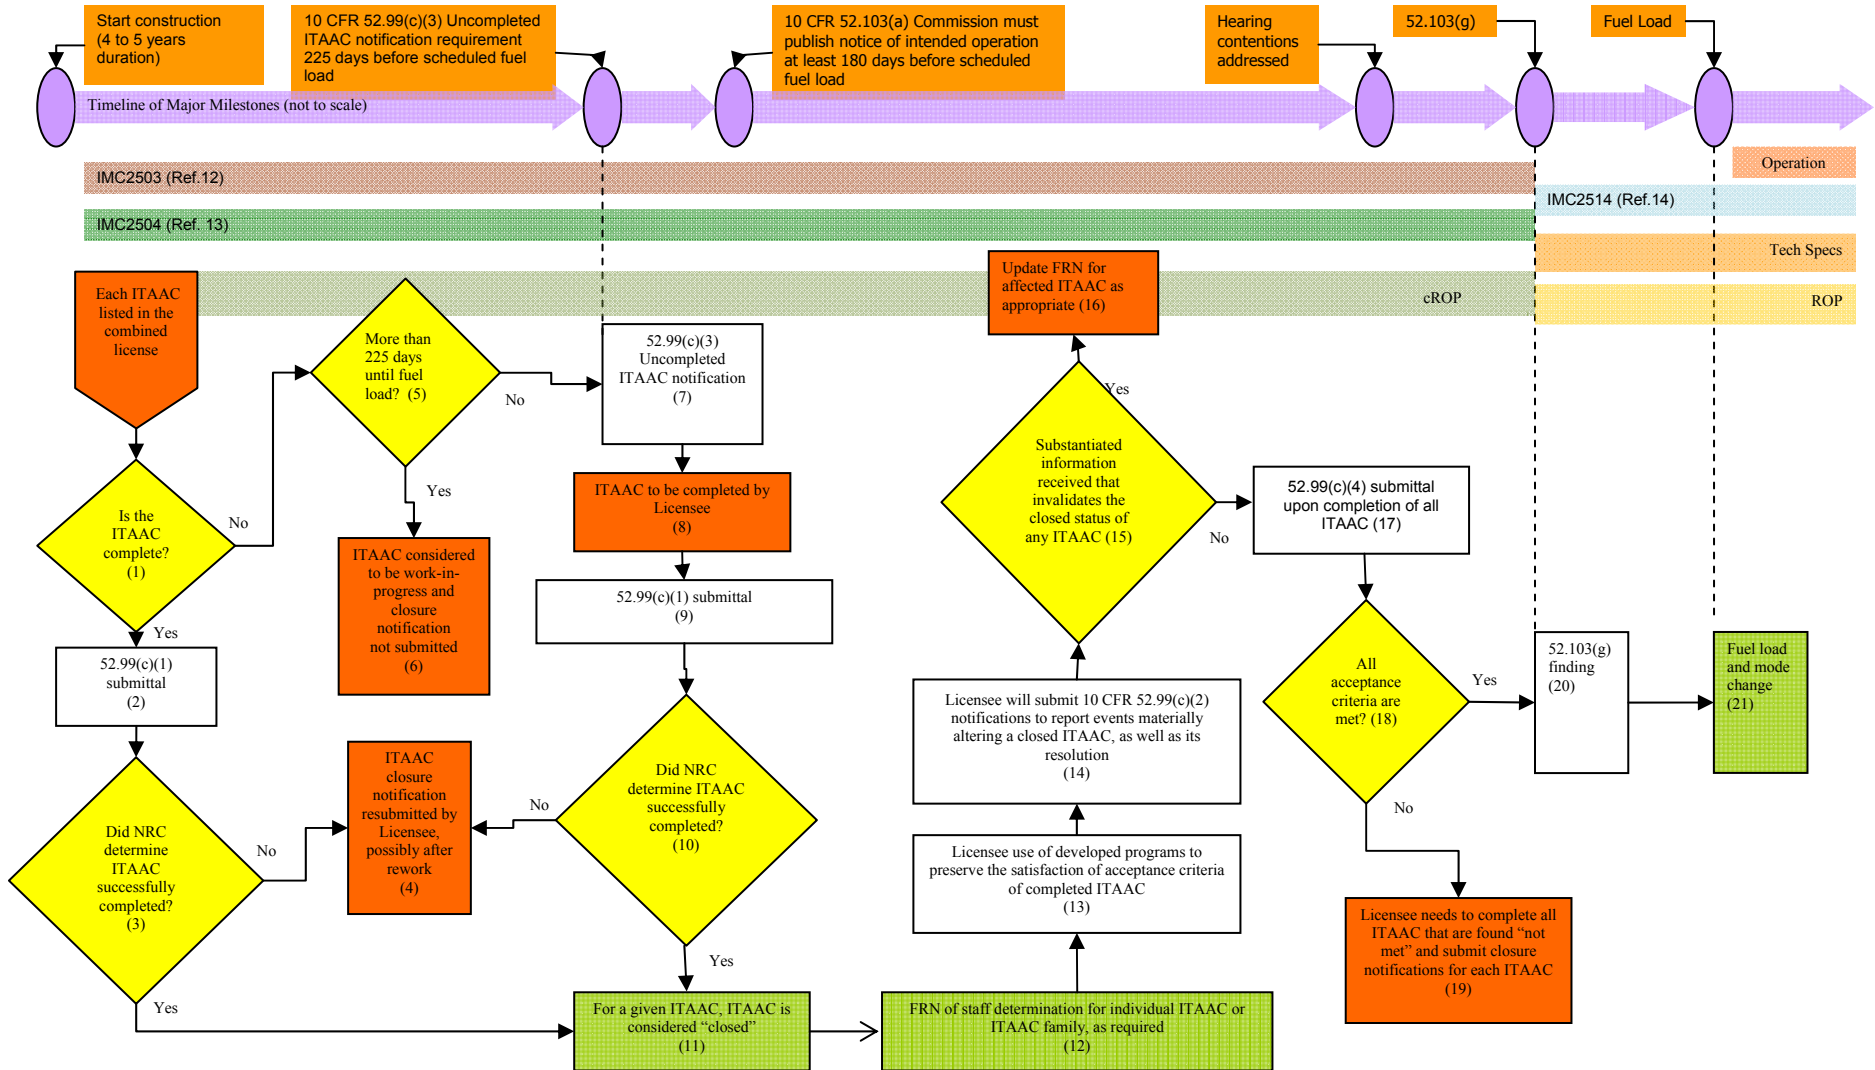 Start construction
(4 to 5 years
duration)
10 CFR 52.99(c)(3) Uncompleted
ITAAC notification requirement
225 days before scheduled fuel
load
10 CFR 52.103(a) Commission must
publish notice of intended operation
at least 180 days before scheduled
fuel load
Hearing
contentions
addressed
52.103(g)
Fuel Load
Timeline of Major Milestones (not to scale)
IMC2503 (Ref.12)
Operation
IMC2514 (Ref.14)
IMC2504 (Ref. 13)
Tech Specs
cROP
ROP
Each ITAAC
listed in the
combined
license
Is the
ITAAC
complete?
(1)
No
Yes
52.99(c)(1)
submittal
(2)
Did NRC
determine
ITAAC
successfully
completed?
(3)
No
Yes
ITAAC
closure
notification
resubmitted by
Licensee,
possibly after
rework
(4)
More than
225 days
until fuel
load? (5)
No
Yes
ITAAC considered
to be work-in-
progress and
closure
notification
not submitted
(6)
52.99(c)(3)
Uncompleted
ITAAC notification
(7)
ITAAC to be completed by
Licensee
(8)
52.99(c)(1) submittal
(9)
Did NRC
determine ITAAC
successfully
completed?
(10)
No
Yes
For a given ITAAC, ITAAC is
considered “closed”
(11)
FRN of staff determination for individual ITAAC or
ITAAC family, as required
(12)
Licensee use of developed programs to
preserve the satisfaction of acceptance criteria
of completed ITAAC
(13)
Licensee will submit 10 CFR 52.99(c)(2)
notifications to report events materially
altering a closed ITAAC, as well as its
resolution
(14)
Substantiated
information
received that
invalidates the
closed status of
any ITAAC (15)
Yes
No
Update FRN for
affected ITAAC as
appropriate (16)
52.99(c)(4) submittal
upon completion of all
ITAAC (17)
All
acceptance
criteria are
met? (18)
Yes
No
Licensee needs to complete all
ITAAC that are found “not
met” and submit closure
notifications for each ITAAC
(19)
52.103(g)
finding
(20)
Fuel load
and mode
change
(21)